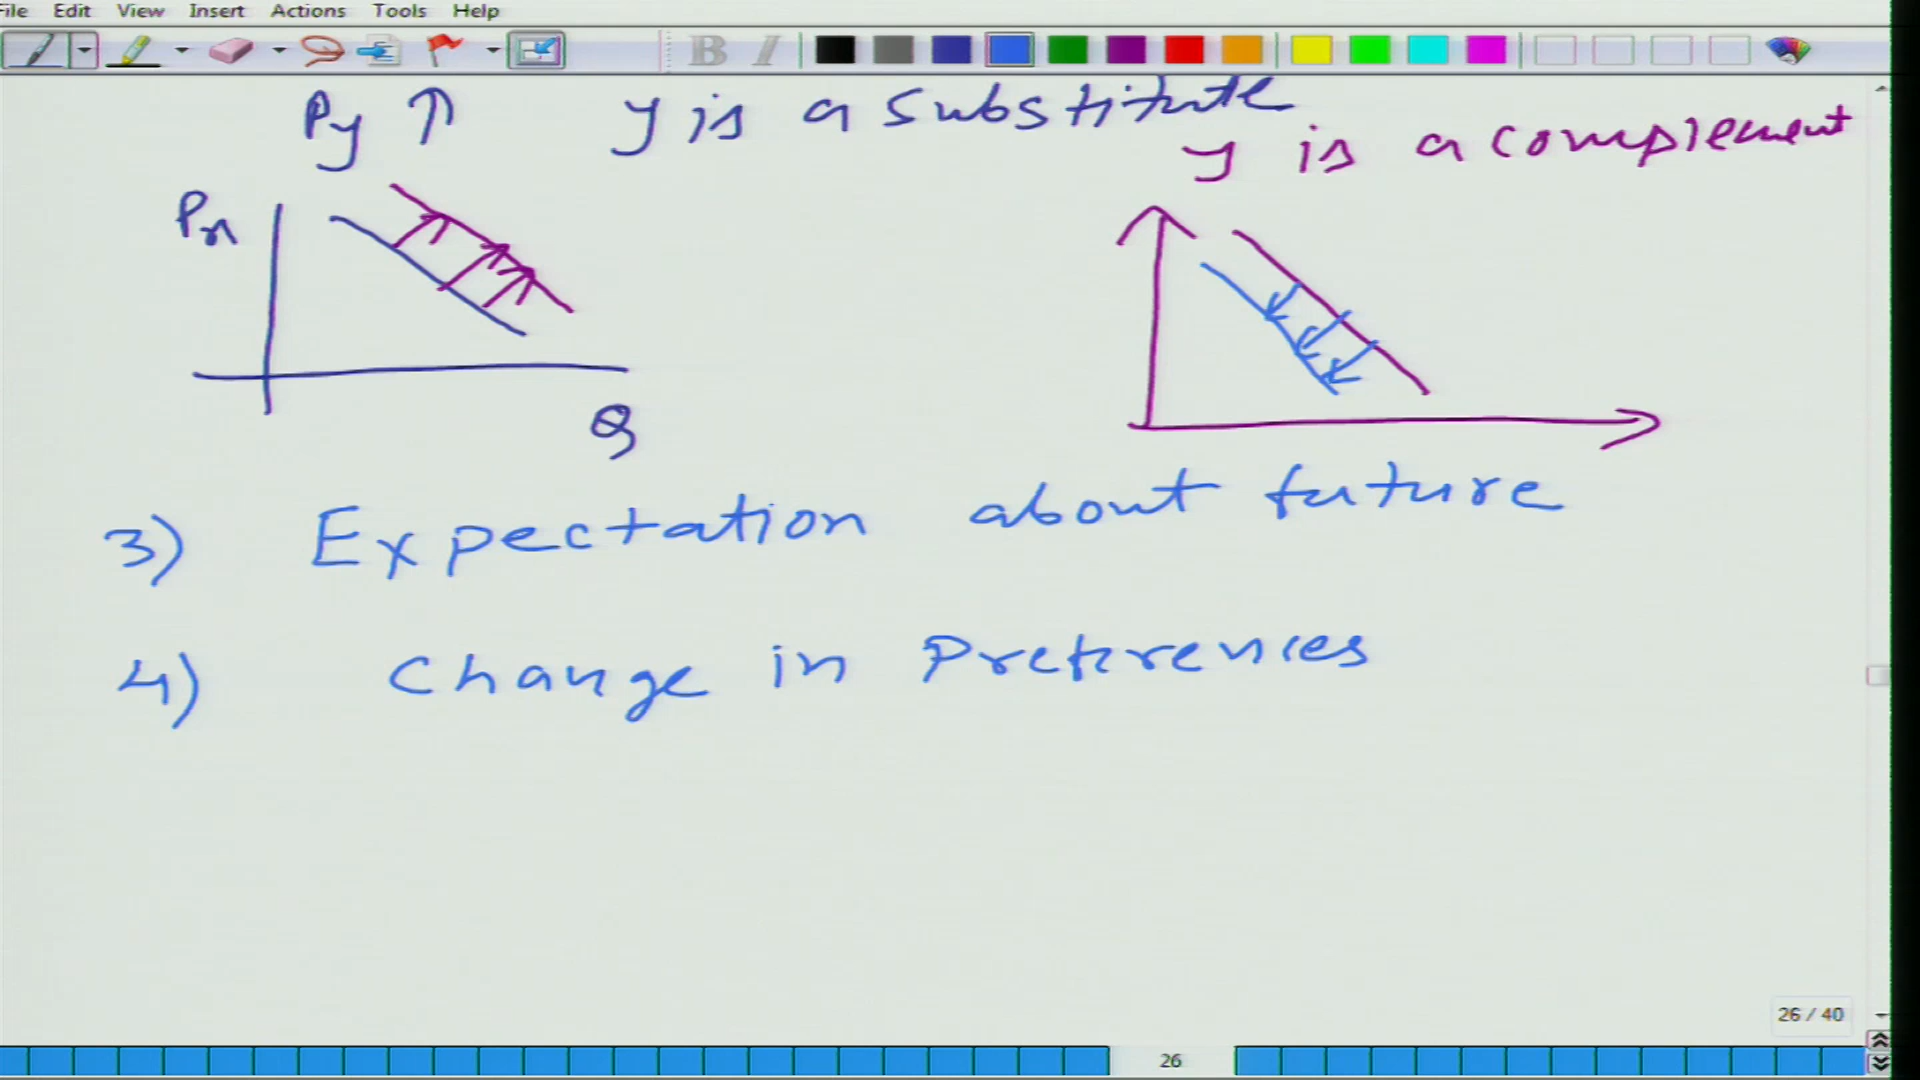 File Edit View Insert Actions Tools Help
B I
Py ↑ y is a substitute
y is a complement
Px
Q
3) Expectation about future
4) Change in Preferences
26 / 40
26